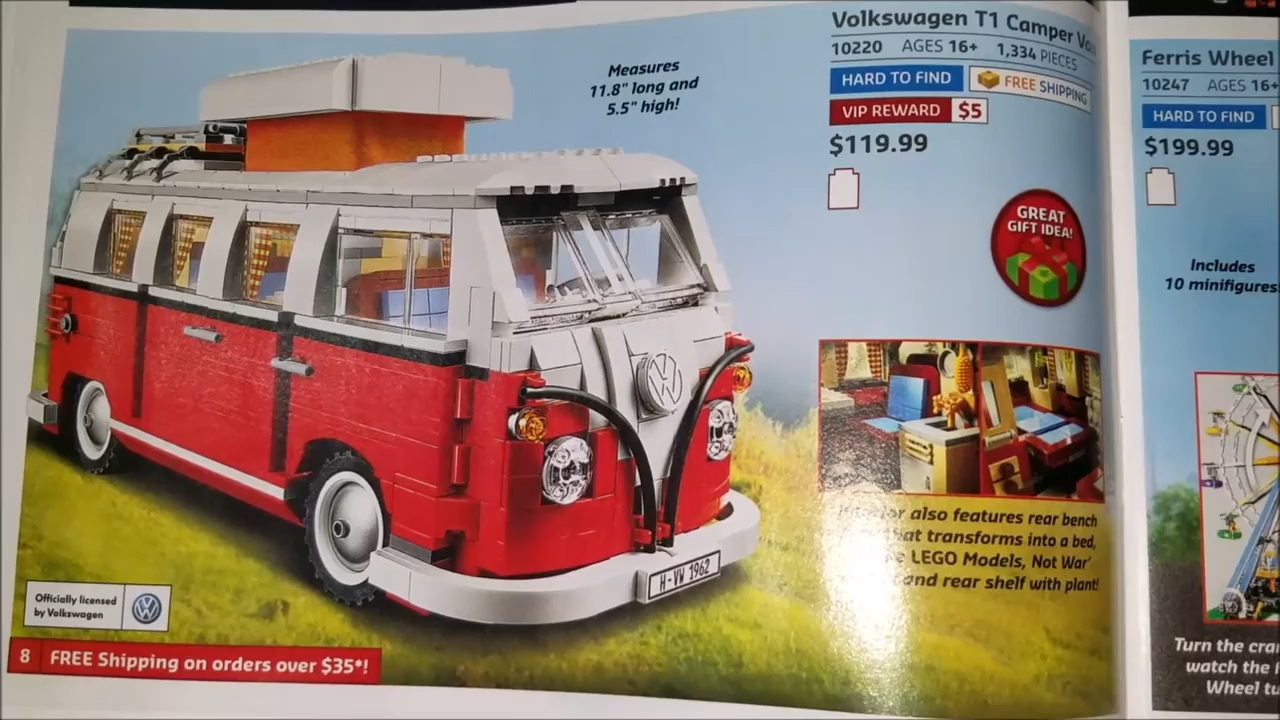 Volkswagen T1 Camper
10220 AGES 16+ 1,334 PIECES
HARD TO FIND FREE SHIPPING
VIP REWARD $5
$119.99
Measures
11.8" long and
5.5" high!
GREAT
GIFT IDEA!
also features rear bench
transforms into a bed,
LEGO Models, Not War'
and rear shelf with plant!
H-VW 1962
Officially licensed
by Volkswagen
8 FREE Shipping on orders over $35*!
Ferris Wheel
10247 AGES 16+
HARD TO FIND
$199.99
Includes
10 minifigures
Turn the
watch the
Wheel